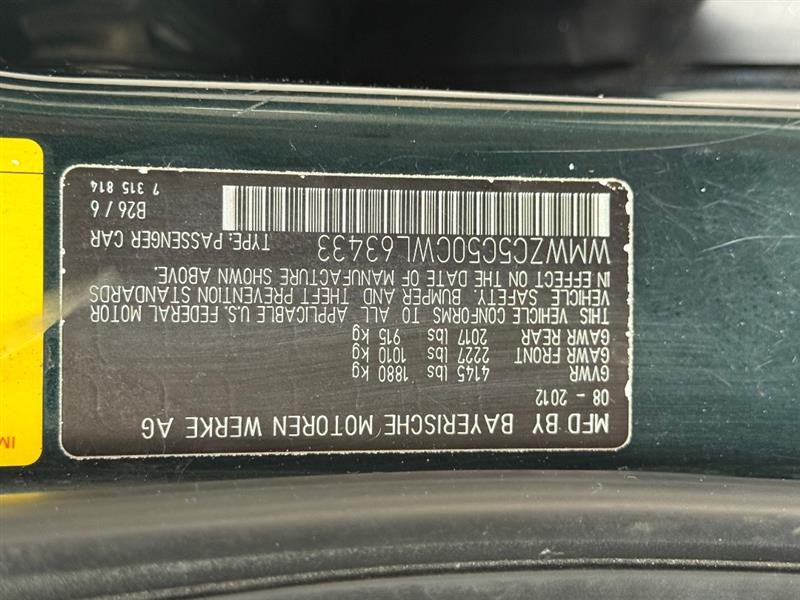 MFD BY BAYERISCHE MOTOREN WERKE AG
08 - 2012
GVWR 4145 lbs 1880 kg
GAWR FRONT 2227 lbs 1010 kg
GAWR REAR 2017 lbs 915 kg
THIS VEHICLE CONFORMS TO ALL APPLICABLE U.S. FEDERAL MOTOR
VEHICLE SAFETY, BUMPER AND THEFT PREVENTION STANDARDS
IN EFFECT ON THE DATE OF MANUFACTURE SHOWN ABOVE.
WMWZC5C50CWL63433 TYPE: PASSENGER CAR
B26 / 6
7 315 814
IM